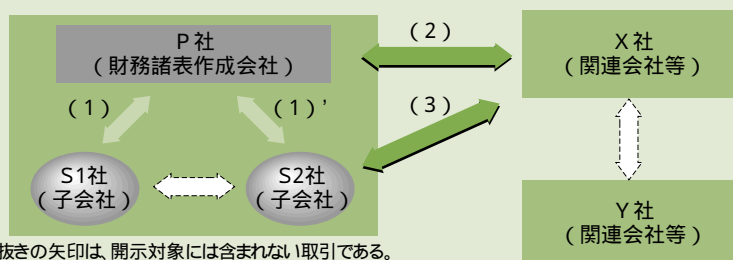 P社
(財務諸表作成会社)
(2)
X社
(関連会社等)
(1)
(1)'
(3)
S1社
(子会社)
S2社
(子会社)
Y社
(関連会社等)
抜きの矢印は、開示対象には含まれない取引である。